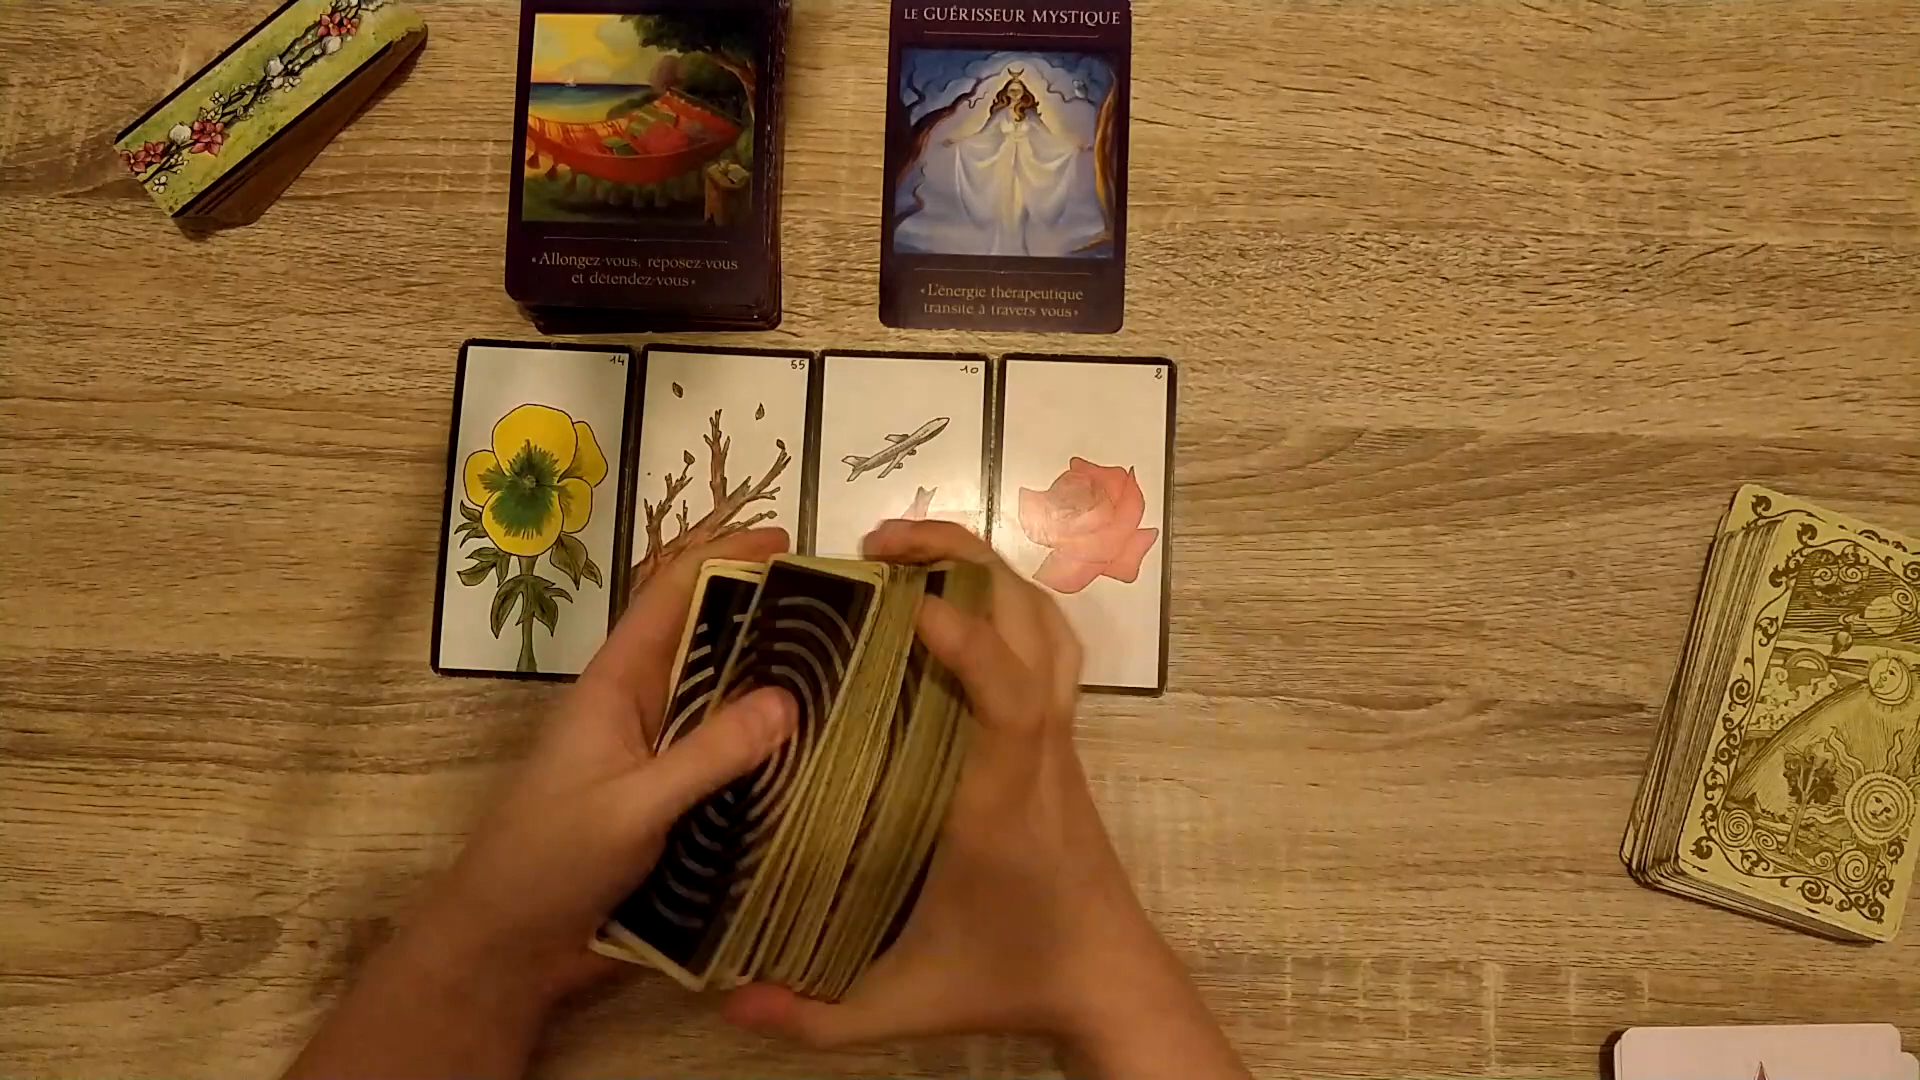 LE GUÉRISSEUR MYSTIQUE
«Allongez-vous, reposez-vous
et détendez-vous»
«L'énergie thérapeutique
transite à travers vous»
14
55
10
2